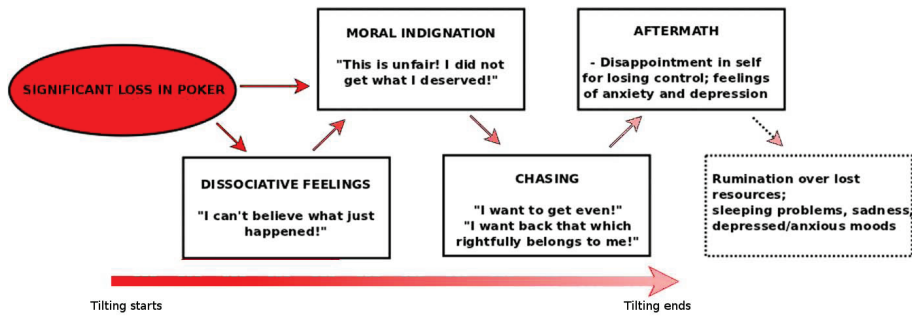 SIGNIFICANT LOSS IN POKER
MORAL INDIGNATION
"This is unfair! I did not
get what I deserved!"
DISSOCIATIVE FEELINGS
"I can't believe what just
happened!"
CHASING
"I want to get even!"
"I want back that which
rightfully belongs to me!"
AFTERMATH
- Disappointment in self
for losing control; feelings
of anxiety and depression
Rumination over lost
resources;
sleeping problems, sadness,
depressed/anxious moods
Tilting starts
Tilting ends